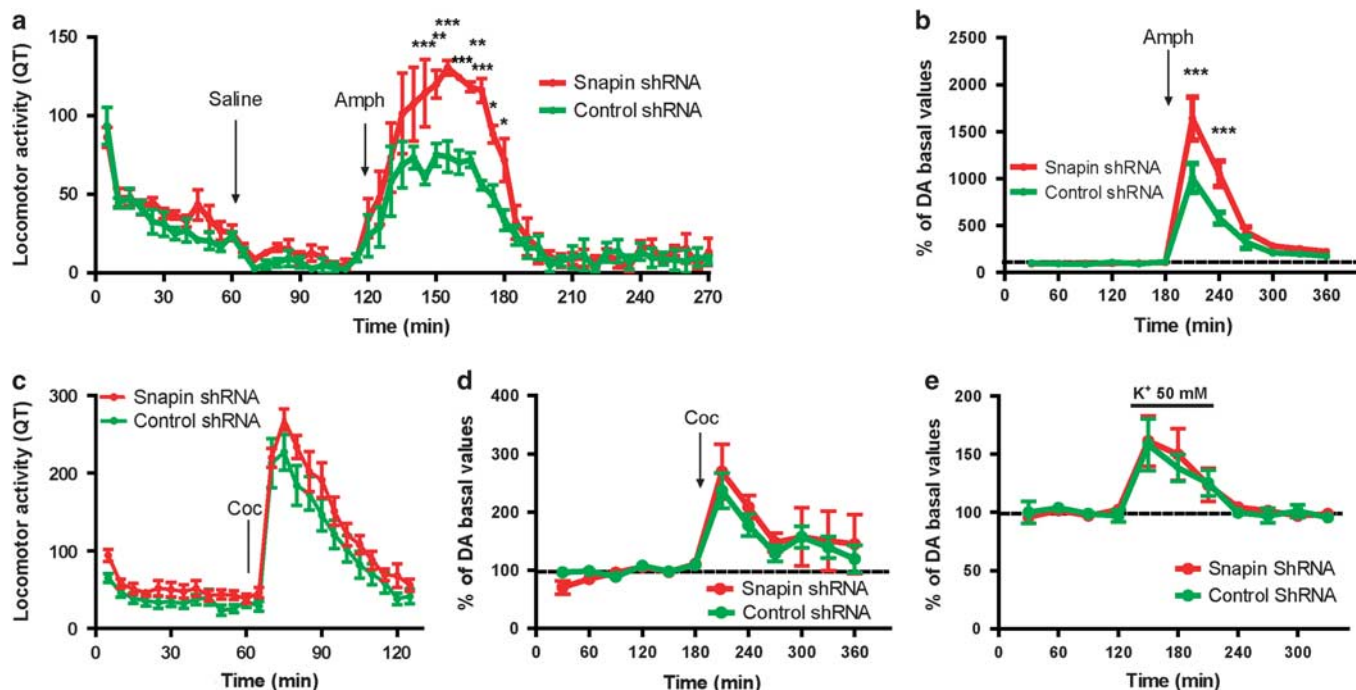 a
Locomotor activity (QT)
150
100
50
0
0 30 60 90 120 150 180 210 240 270
Time (min)
Saline
Amph
***
***
**
**
***
***
*
*
Snapin shRNA
Control shRNA
b
% of DA basal values
2500
2000
1500
1000
500
0
0 60 120 180 240 300 360
Time (min)
Amph
***
***
Snapin shRNA
Control shRNA
c
Locomotor activity (QT)
300
200
100
0
0 30 60 90 120
Time (min)
Snapin shRNA
Control shRNA
Coc
d
% of DA basal values
400
300
200
100
0
0 60 120 180 240 300 360
Time (min)
Coc
Snapin shRNA
Control shRNA
e
% of DA basal values
200
150
100
50
0
0 60 120 180 240 300
Time (min)
K+ 50 mM
Snapin ShRNA
Control ShRNA